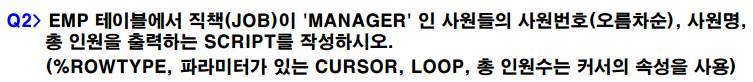 Q2> EMP 테이블에서 직책(JOB)이 'MANAGER' 인 사원들의 사원번호(오름차순), 사원명,
총 인원을 출력하는 SCRIPT를 작성하시오.
(%ROWTYPE, 파라미터가 있는 CURSOR, LOOP, 총 인원수는 커서의 속성을 사용)